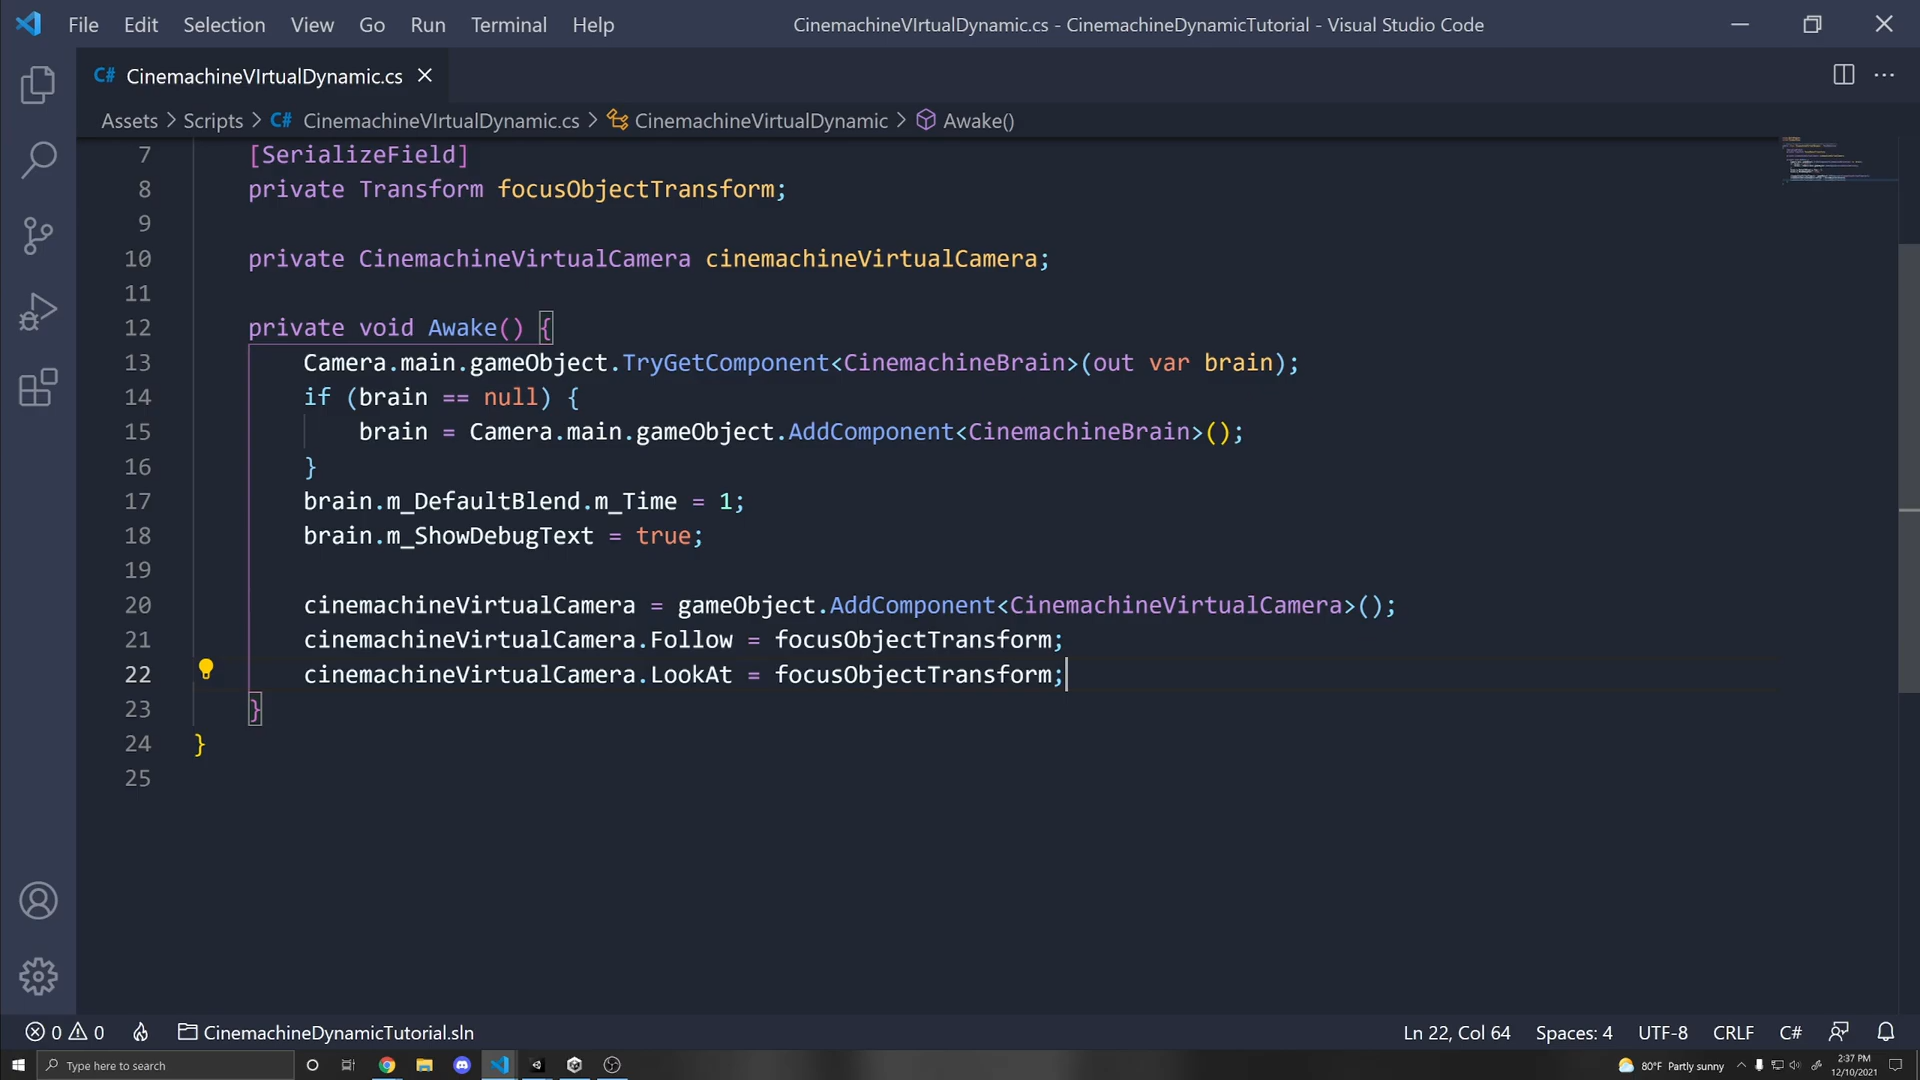 File Edit Selection View Go Run Terminal Help CinemachineVIrtualDynamic.cs - CinemachineDynamicTutorial - Visual Studio Code
C# CinemachineVIrtualDynamic.cs
Assets > Scripts > C# CinemachineVIrtualDynamic.cs > CinemachineVirtualDynamic > Awake()
7 [SerializeField]
8 private Transform focusObjectTransform;
9
10 private CinemachineVirtualCamera cinemachineVirtualCamera;
11
12 private void Awake() {
13 Camera.main.gameObject.TryGetComponent<CinemachineBrain>(out var brain);
14 if (brain == null) {
15 brain = Camera.main.gameObject.AddComponent<CinemachineBrain>();
16 }
17 brain.m_DefaultBlend.m_Time = 1;
18 brain.m_ShowDebugText = true;
19
20 cinemachineVirtualCamera = gameObject.AddComponent<CinemachineVirtualCamera>();
21 cinemachineVirtualCamera.Follow = focusObjectTransform;
22 cinemachineVirtualCamera.LookAt = focusObjectTransform;
23 }
24 }
25
0 0 CinemachineDynamicTutorial.sln Ln 22, Col 64 Spaces: 4 UTF-8 CRLF C#
Type here to search 80°F Partly sunny 2:37 PM
12/10/2021